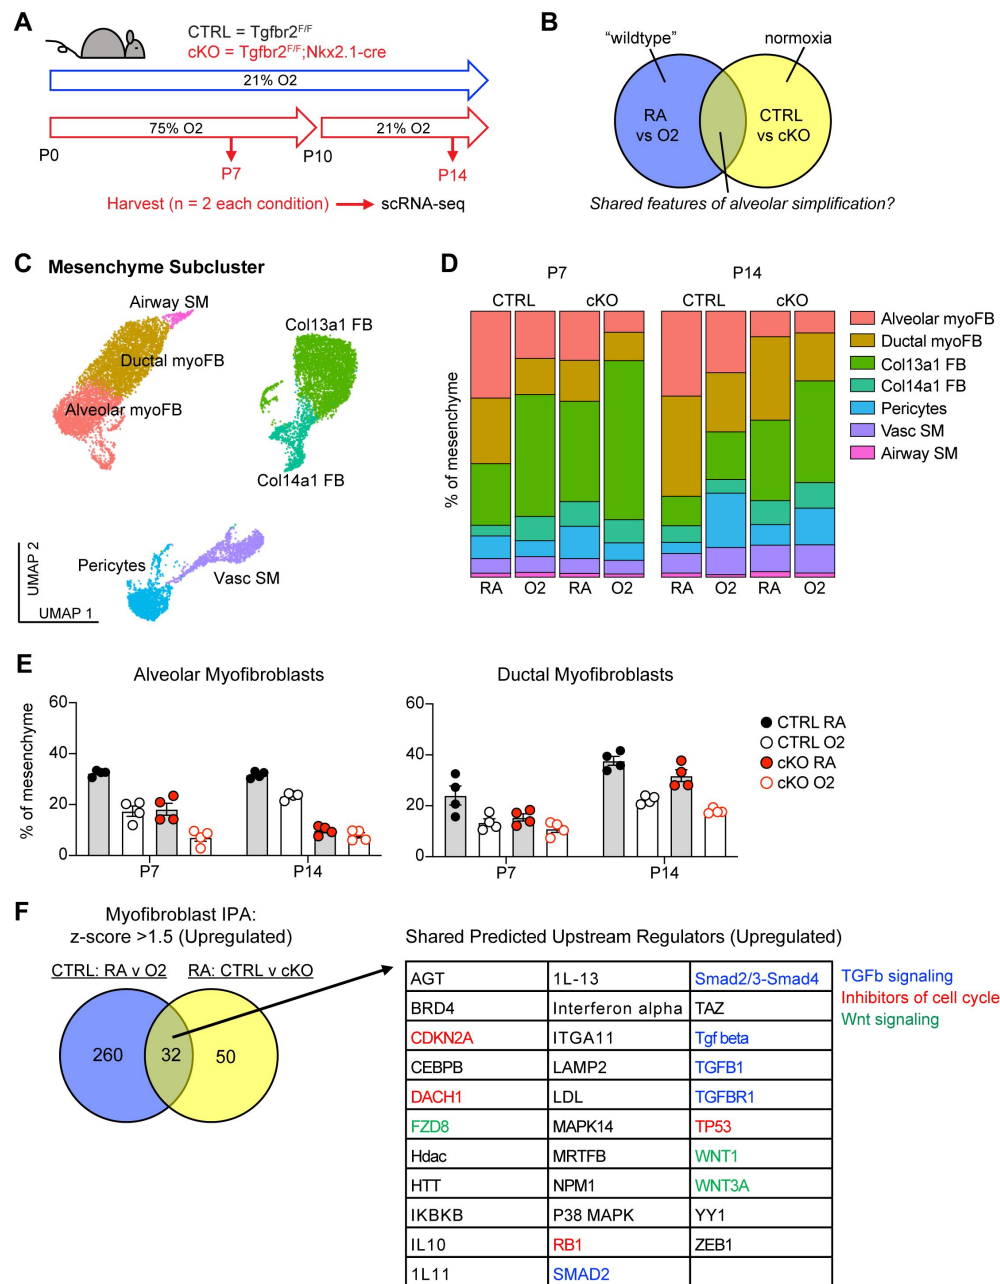 A
CTRL = Tgfbr2F/F
cKO = Tgfbr2F/F;Nkx2.1-cre
21% O2
75% O2
21% O2
P0
P10
P7
P14
Harvest (n = 2 each condition)
scRNA-seq
B
“wildtype”
normoxia
RA
vs O2
CTRL
vs cKO
Shared features of alveolar simplification?
C
Mesenchyme Subcluster
Airway SM
Ductal myoFB
Alveolar myoFB
Col13a1 FB
Col14a1 FB
Pericytes
Vasc SM
UMAP 2
UMAP 1
D
P7
P14
CTRL
cKO
CTRL
cKO
% of mesenchyme
RA
O2
RA
O2
RA
O2
RA
O2
Alveolar myoFB
Ductal myoFB
Col13a1 FB
Col14a1 FB
Pericytes
Vasc SM
Airway SM
E
Alveolar Myofibroblasts
% of mesenchyme
60
40
20
0
P7
P14
Ductal Myofibroblasts
60
40
20
0
P7
P14
CTRL RA
CTRL O2
cKO RA
cKO O2
F
Myofibroblast IPA:
z-score >1.5 (Upregulated)
CTRL: RA v O2
RA: CTRL v cKO
260
32
50
Shared Predicted Upstream Regulators (Upregulated)
AGT 1L-13 Smad2/3-Smad4
BRD4 Interferon alpha TAZ
CDKN2A ITGA11 Tgf beta
CEBPB LAMP2 TGFB1
DACH1 LDL TGFBR1
FZD8 MAPK14 TP53
Hdac MRTFB WNT1
HTT NPM1 WNT3A
IKBKB P38 MAPK YY1
IL10 RB1 ZEB1
1L11 SMAD2
TGFb signaling
Inhibitors of cell cycle
Wnt signaling